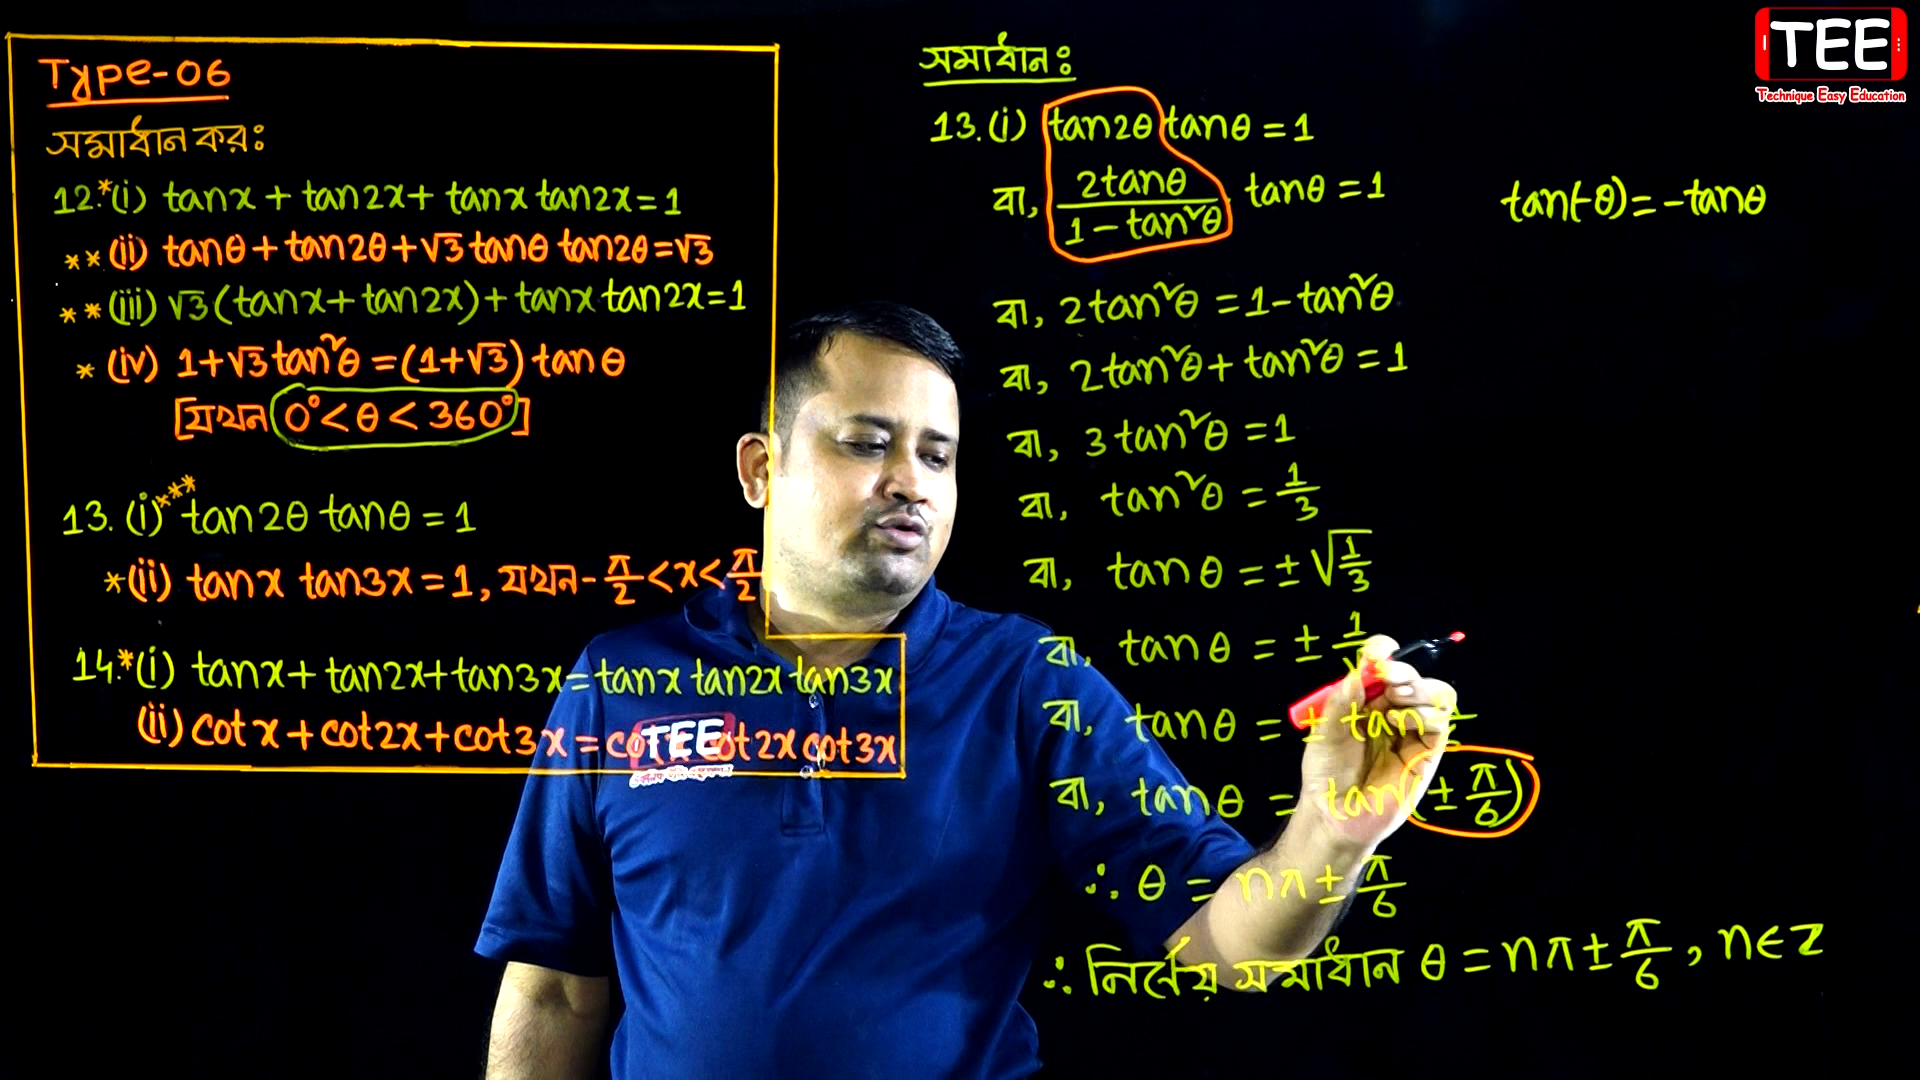 Type-06
সমাধান কর:
12.*(i) tanx + tan2x + tanx tan2x = 1
** (ii) tanθ + tan2θ + √3 tanθ tan2θ = √3
** (iii) √3 (tanx + tan2x) + tanx tan2x = 1
* (iv) 1 + √3 tan²θ = (1 + √3) tanθ
[যখন 0° < θ < 360°]
13. (i)*** tan2θ tanθ = 1
*(ii) tanx tan3x = 1, যখন -π/2 < x < π/2
14.*(i) tanx + tan2x + tan3x = tanx tan2x tan3x
(ii) cotx + cot2x + cot3x = cot2x cot3x
সমাধান:
13. (i) tan2θ tanθ = 1
বা, 2tanθ/(1 - tan²θ) · tanθ = 1
বা, 2tan²θ = 1 - tan²θ
বা, 2tan²θ + tan²θ = 1
বা, 3tan²θ = 1
বা, tan²θ = 1/3
বা, tanθ = ± √(1/3)
বা, tanθ = ± 1/
বা, tanθ = ± tan
বা, tanθ = tan(± π/6)
∴ θ = nπ ± π/6
∴ নির্ণেয় সমাধান θ = nπ ± π/6, n∈Z
tan(-θ) = -tanθ
TEE
Technique Easy Education
TEE